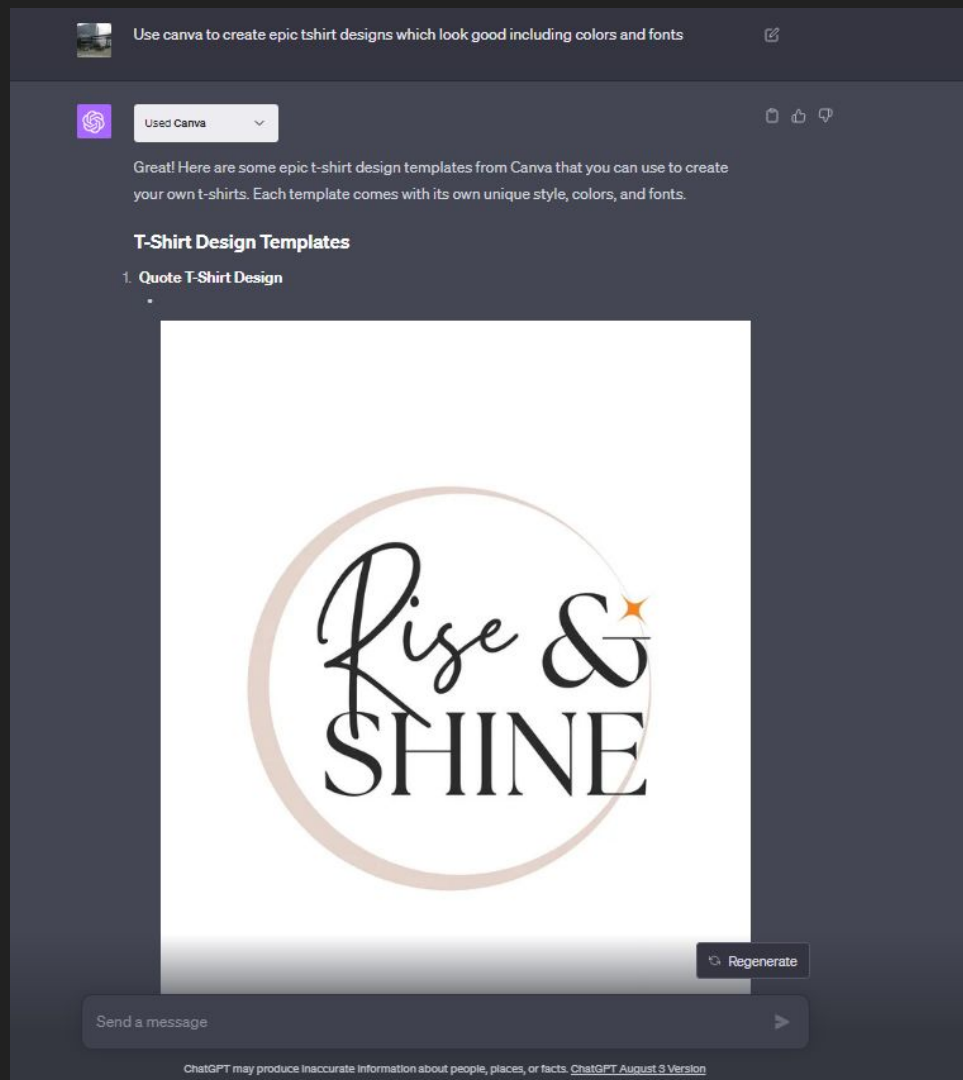 Use canva to create epic tshirt designs which look good including colors and fonts
Used Canva
Great! Here are some epic t-shirt design templates from Canva that you can use to create
your own t-shirts. Each template comes with its own unique style, colors, and fonts.
T-Shirt Design Templates
1. Quote T-Shirt Design
Rise &
SHINE
Regenerate
Send a message
ChatGPT may produce inaccurate information about people, places, or facts. ChatGPT August 3 Version